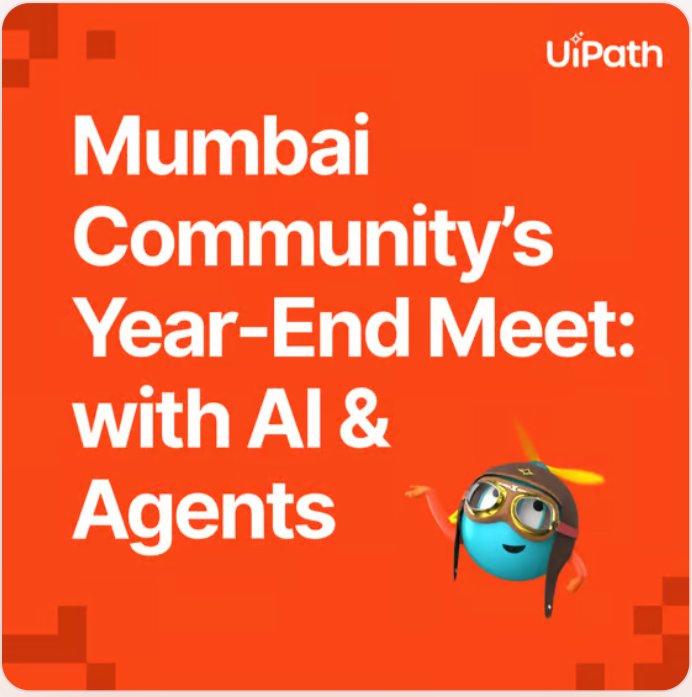 UiPath
Mumbai
Community’s
Year-End Meet:
with AI &
Agents